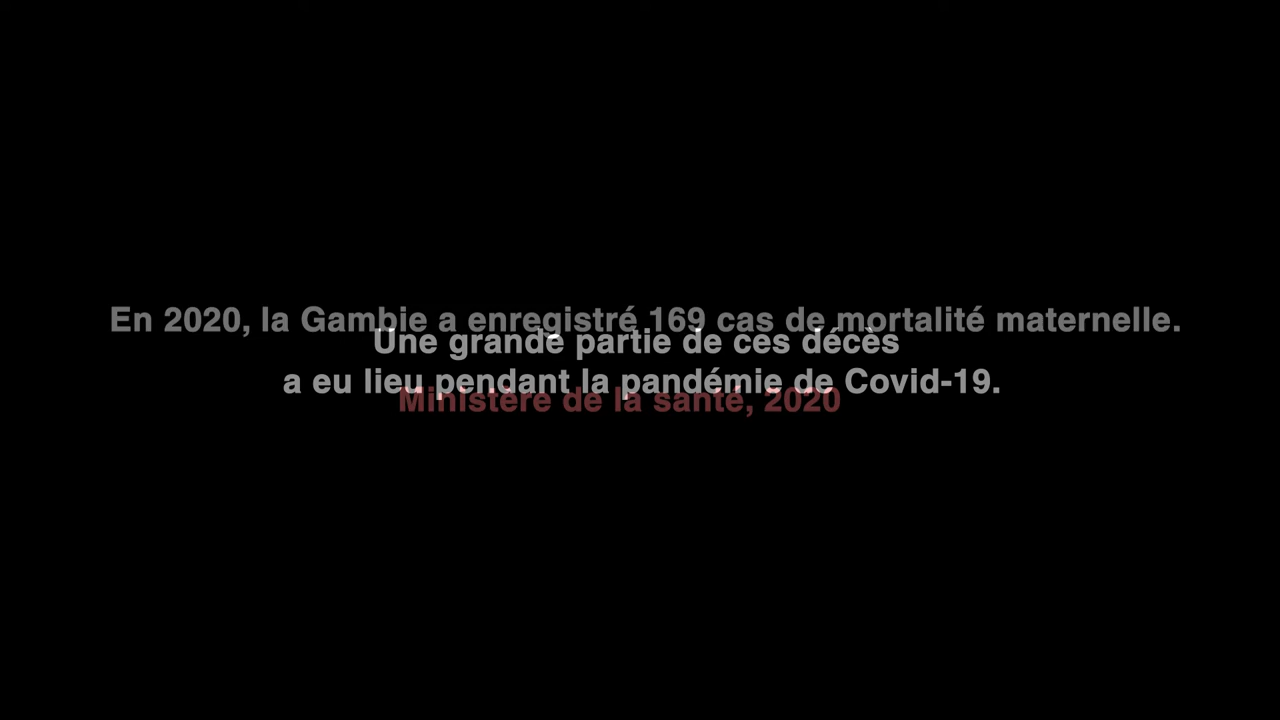 En 2020, la Gambie a enregistré 169 cas de mortalité maternelle.
Une grande partie de ces décès
a eu lieu pendant la pandémie de Covid-19.
Ministère de la santé, 2020